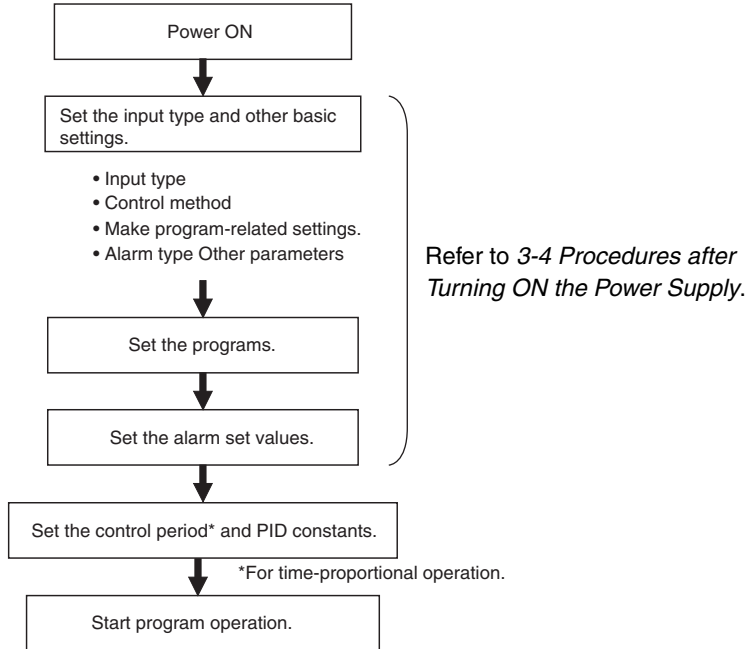 Power ON
Set the input type and other basic
settings.
• Input type
• Control method
• Make program-related settings.
• Alarm type Other parameters
Refer to 3-4 Procedures after
Turning ON the Power Supply.
Set the programs.
Set the alarm set values.
Set the control period* and PID constants.
*For time-proportional operation.
Start program operation.